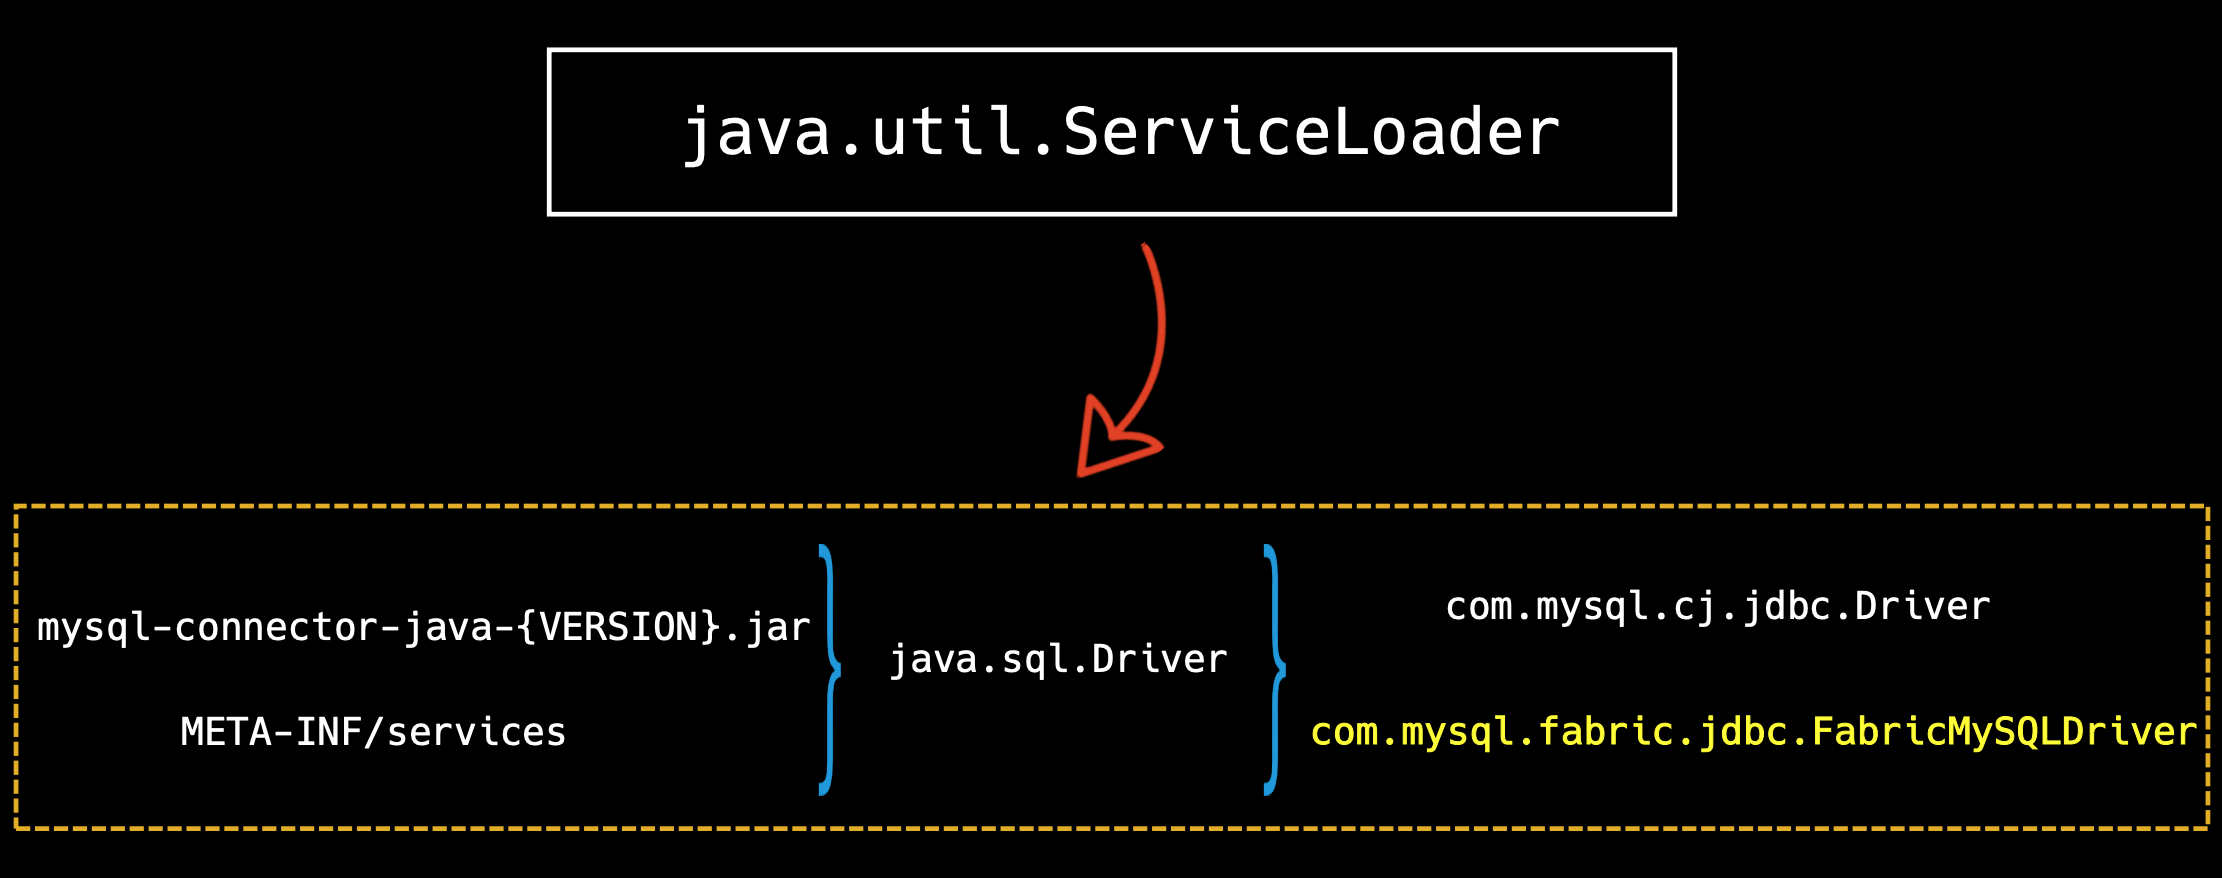 java.util.ServiceLoader
mysql-connector-java-{VERSION}.jar
META-INF/services
java.sql.Driver
com.mysql.cj.jdbc.Driver
com.mysql.fabric.jdbc.FabricMySQLDriver